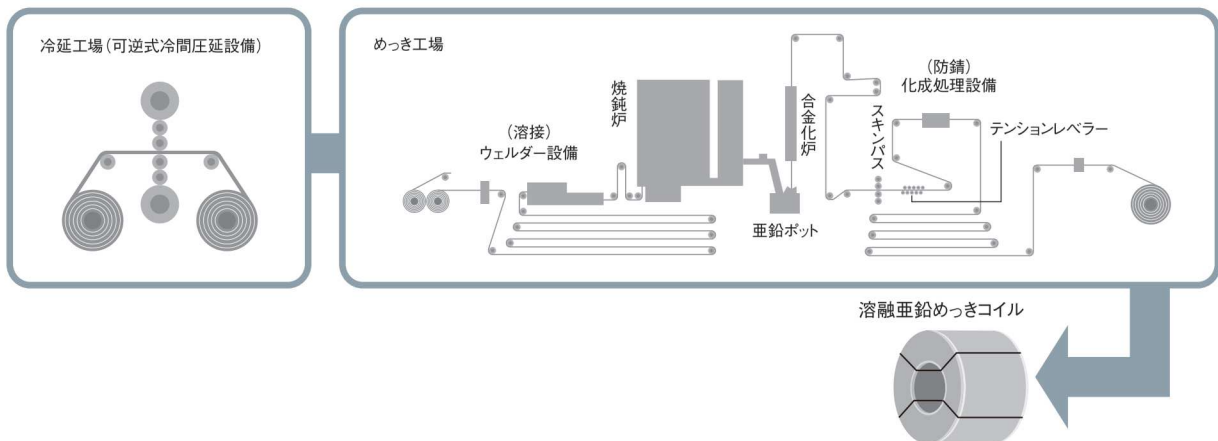 冷延工場（可逆式冷間圧延設備）
めっき工場
（溶接）
ウェルダー設備
焼鈍炉
亜鉛ポット
合金化炉
スキンパス
（防錆）
化成処理設備
テンションレベラー
溶融亜鉛めっきコイル